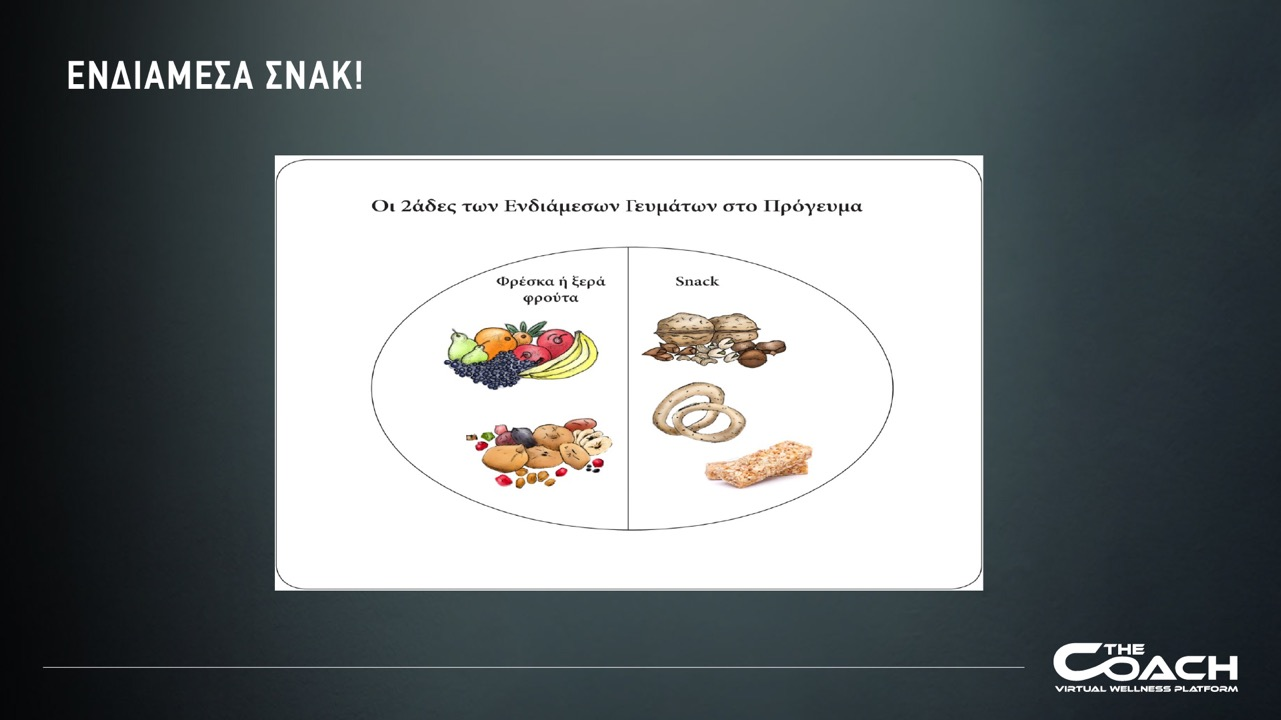 ΕΝΔΙΑΜΕΣΑ ΣΝΑΚ!
Οι 2άδες των Ενδιάμεσων Γευμάτων στο Πρόγευμα
Φρέσκα ή ξερά
φρούτα
Snack
THE
COACH
VIRTUAL WELLNESS PLATFORM